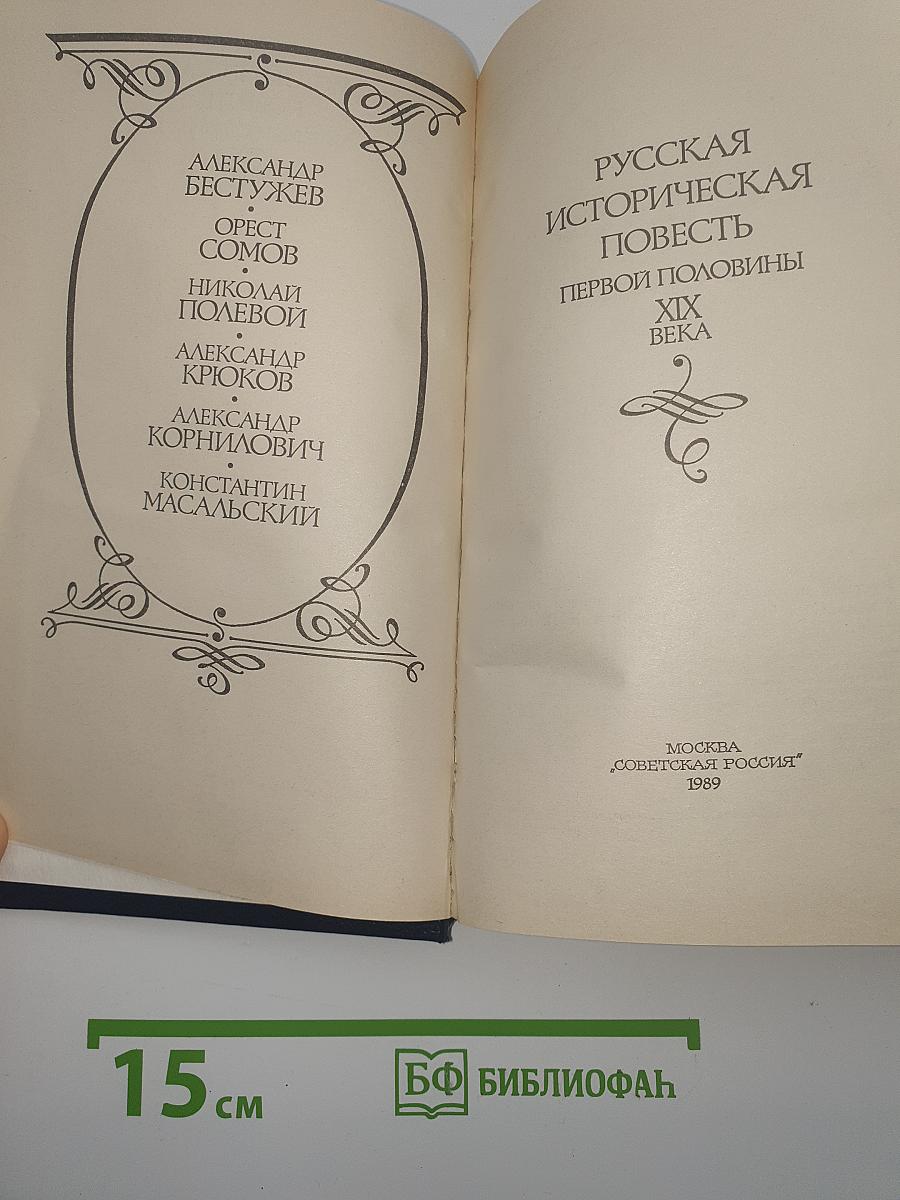 АЛЕКСАНДР
БЕСТУЖЕВ
•
ОРЕСТ
СОМОВ
•
НИКОЛАЙ
ПОЛЕВОЙ
•
АЛЕКСАНДР
КРЮКОВ
•
АЛЕКСАНДР
КОРНИЛОВИЧ
•
КОНСТАНТИН
МАСАЛЬСКИЙ
РУССКАЯ
ИСТОРИЧЕСКАЯ
ПОВЕСТЬ
ПЕРВОЙ ПОЛОВИНЫ
XIX
ВЕКА
МОСКВА
„СОВЕТСКАЯ РОССИЯ"
1989
15 см
БФ БИБЛИОФАН